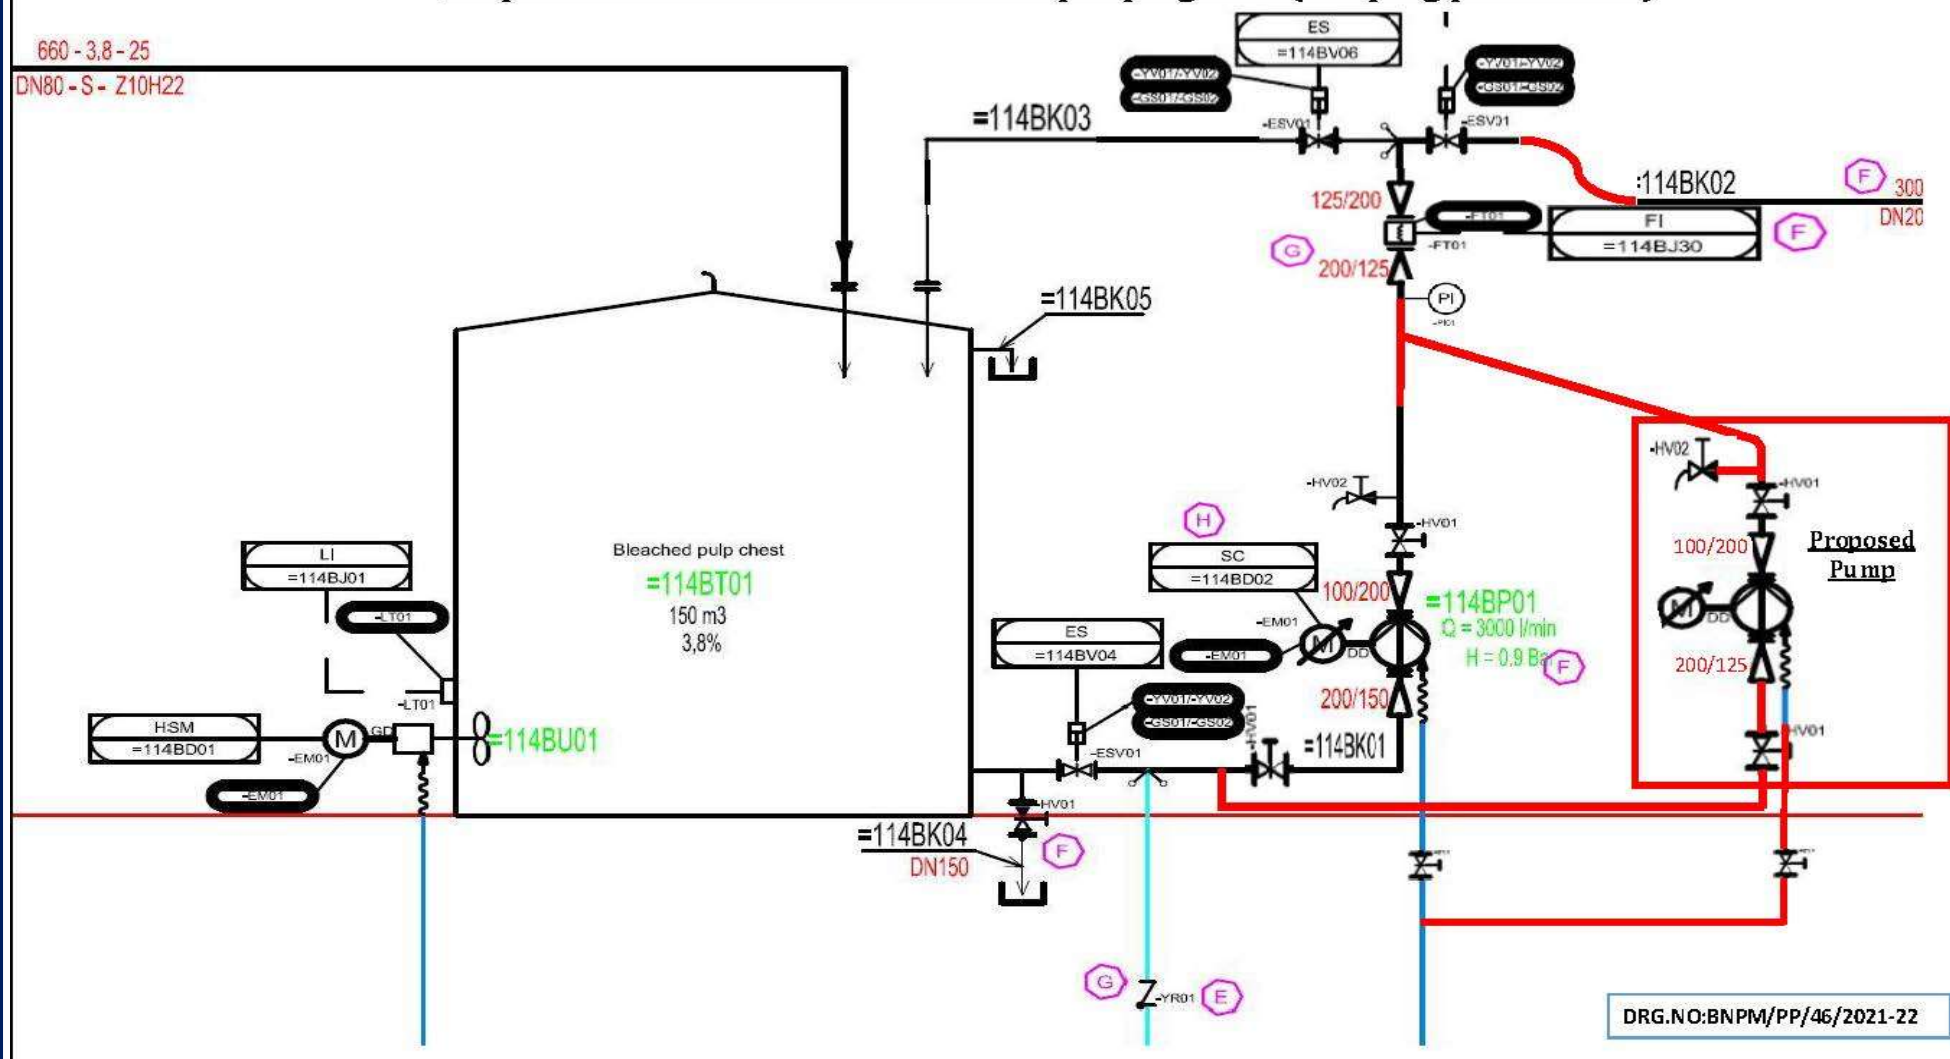 660 - 3,8 - 25
DN80 - S - Z10H22
ES
=114BV06
-YV01/-YV02
-GS01/-GS02
-YV01/-YV02
-GS01/-GS02
=114BK03
-ESV01
-ESV01
:114BK02
F
300
DN20
125/200
-FT01
FI
=114BJ30
F
-FT01
G
200/125
PI
-PI01
=114BK05
-HV02
-HV01
-HV02
-HV01
H
SC
=114BD02
100/200
100/200
Proposed
Pump
Bleached pulp chest
=114BT01
150 m3
3,8%
LI
=114BJ01
-LT01
=114BP01
Q = 3000 l/min
H = 0.9 Ba
F
-EM01
M
DD
-EM01
M
DD
ES
=114BV04
200/125
200/150
-YV01/-YV02
-GS01/-GS02
-HV01
-LT01
HSM
=114BD01
M
GD
=114BU01
-EM01
-EM01
-ESV01
=114BK01
-HV01
-HV01
=114BK04
DN150
F
G
-YR01
E
DRG.NO:BNPM/PP/46/2021-22